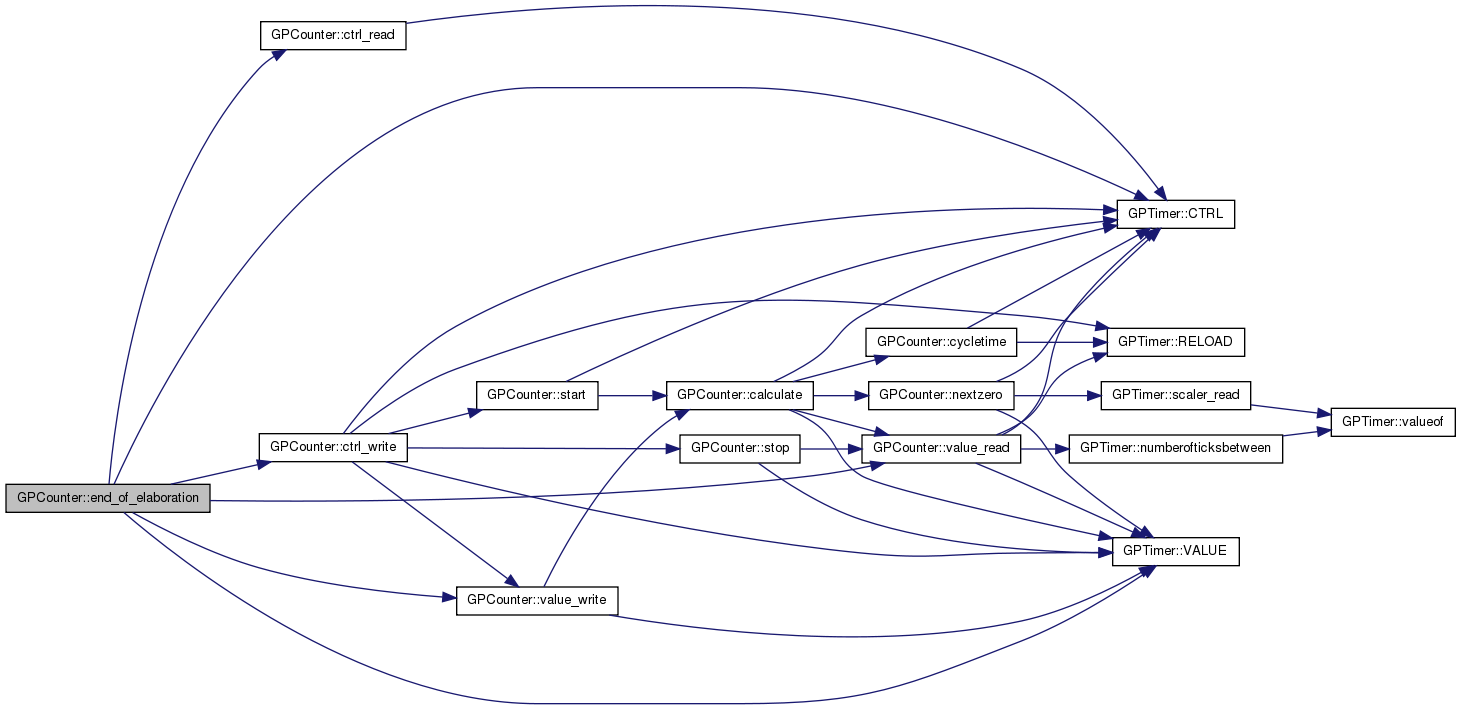 GPCounter::ctrl_read
GPTimer::CTRL
GPCounter::cycletime
GPTimer::RELOAD
GPCounter::start
GPCounter::calculate
GPCounter::nextzero
GPTimer::scaler_read
GPTimer::valueof
GPCounter::ctrl_write
GPCounter::stop
GPCounter::value_read
GPTimer::numberofticksbetween
GPCounter::end_of_elaboration
GPTimer::VALUE
GPCounter::value_write